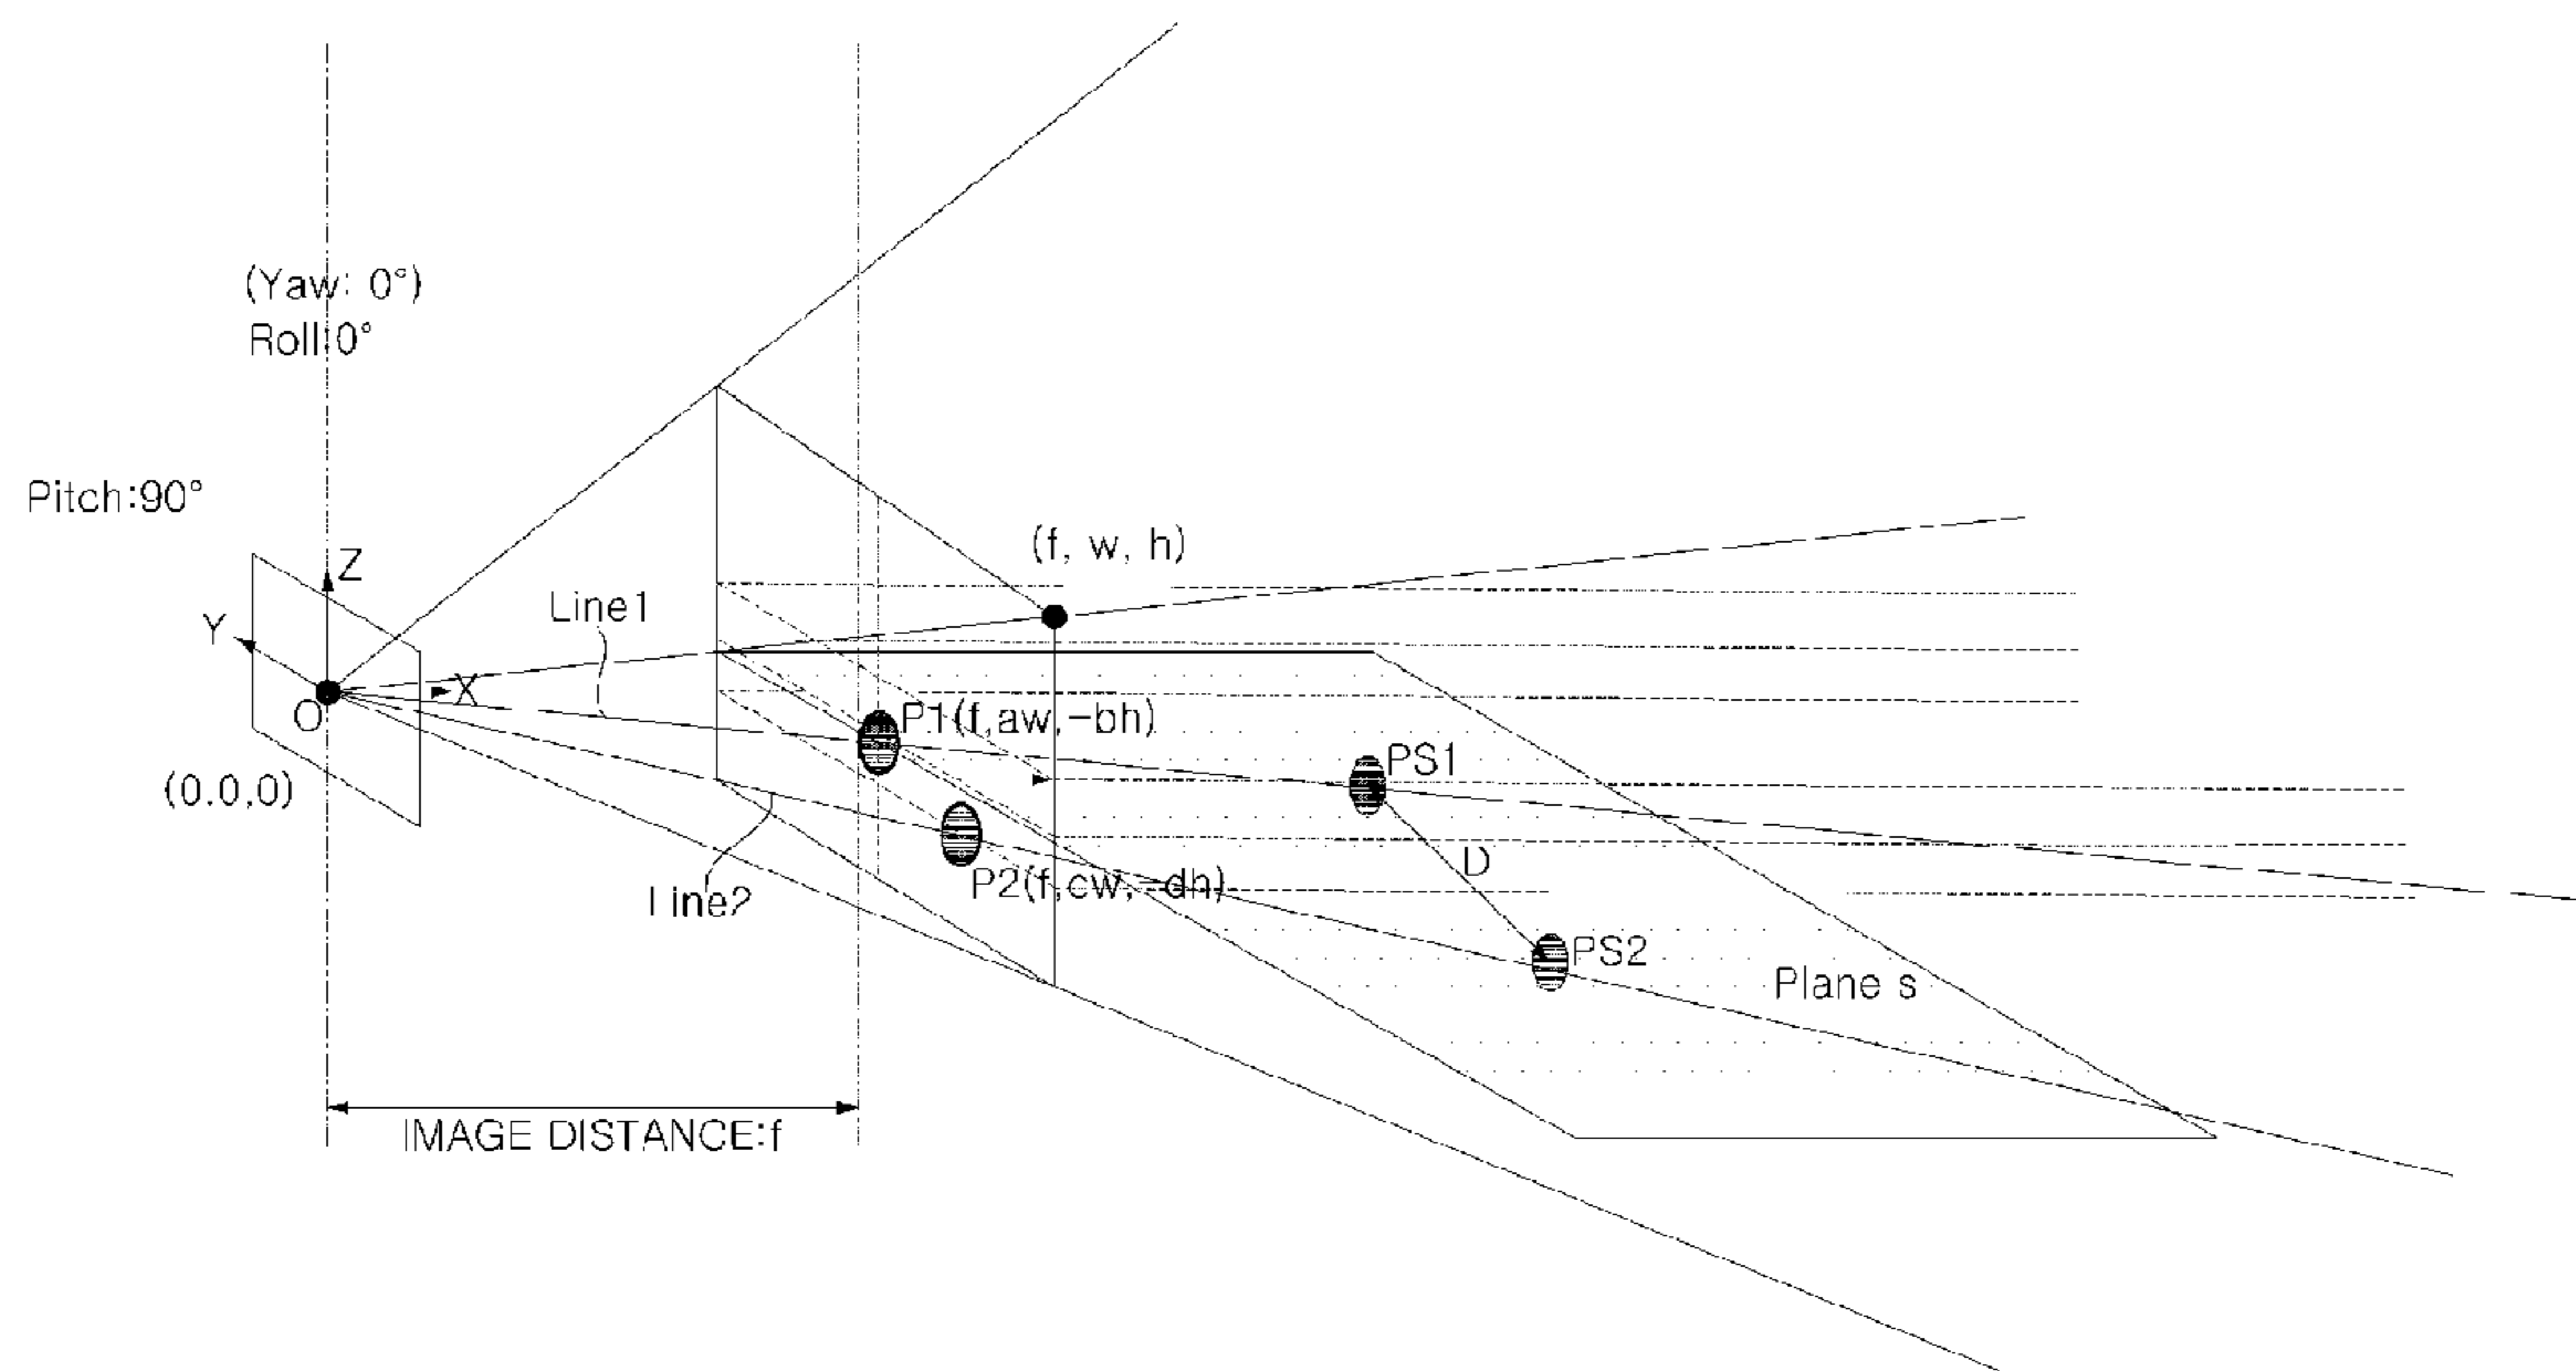 (Yaw: 0°)
Roll:0°
Pitch:90°
(f, w, h)
Z
Line1
Y
X
O
P1(f,aw,-bh)
PS1
(0.0,0)
D
P2(f,cw,-dh)
Line2
PS2
Plane s
IMAGE DISTANCE:f